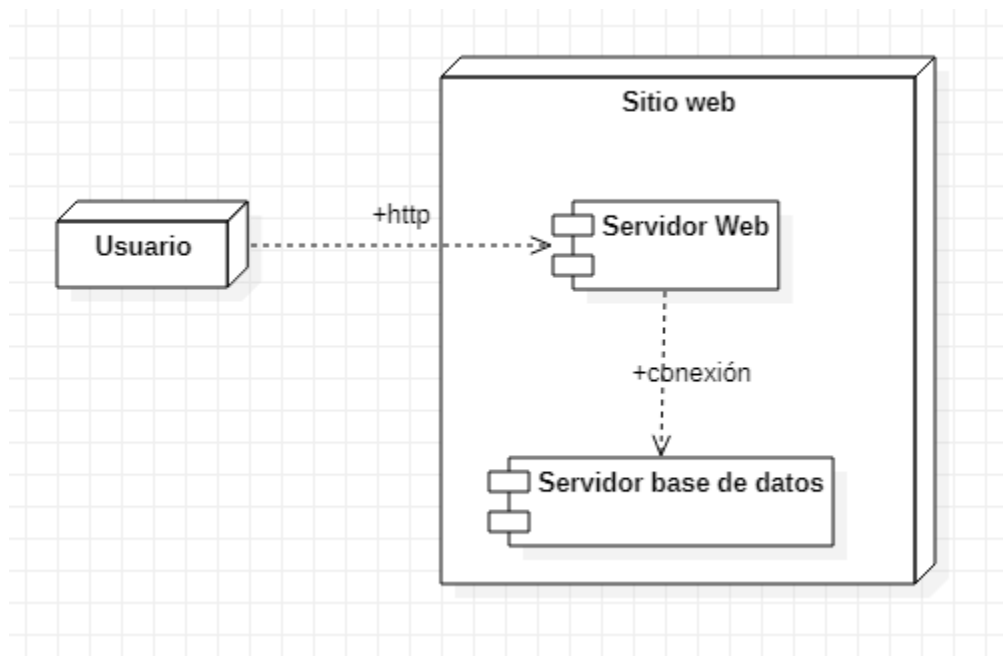 Sitio web
Usuario
+http
Servidor Web
+conexión
Servidor base de datos